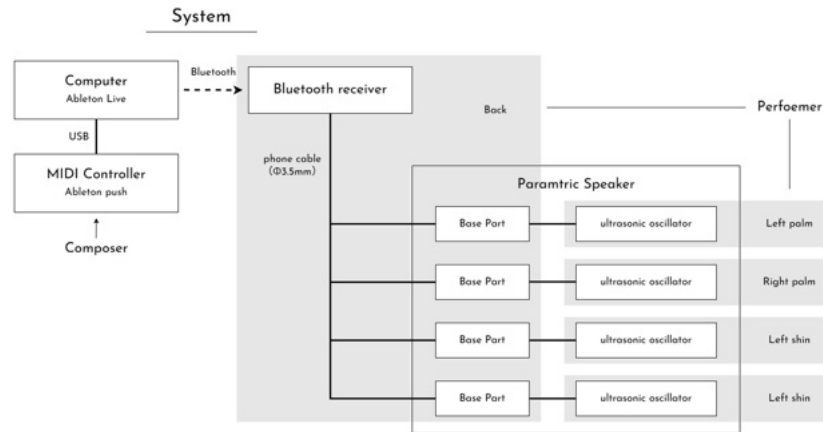 System
Computer
Ableton Live
Bluetooth
Bluetooth receiver
Back
Perfoemer
USB
MIDI Controller
Ableton push
Composer
phone cable
(Φ3.5mm)
Paramtric Speaker
Base Part
ultrasonic oscillator
Left palm
Base Part
ultrasonic oscillator
Right palm
Base Part
ultrasonic oscillator
Left shin
Base Part
ultrasonic oscillator
Left shin